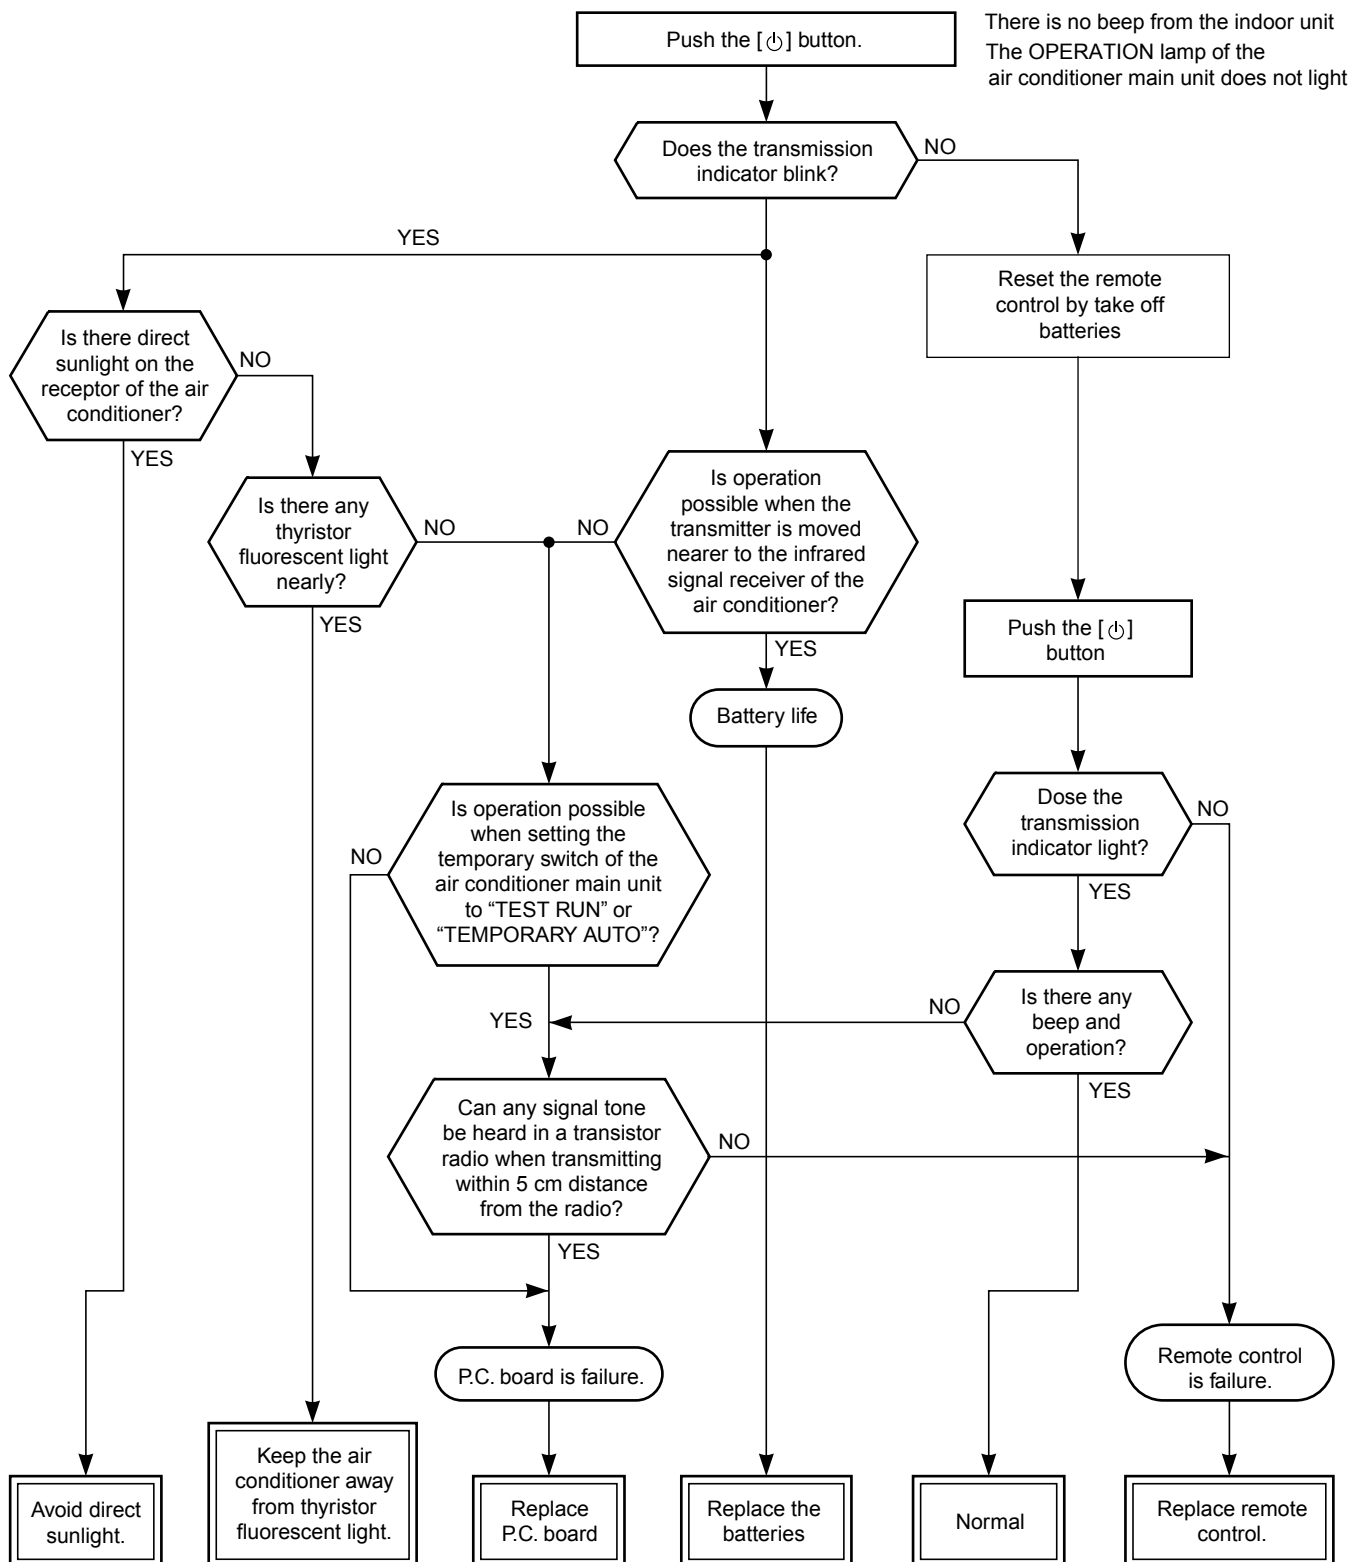 Push the [⏻] button.
There is no beep from the indoor unit
The OPERATION lamp of the
air conditioner main unit does not light
Does the transmission
indicator blink?
NO
YES
Reset the remote
control by take off
batteries
Is there direct
sunlight on the
receptor of the air
conditioner?
NO
YES
Is there any
thyristor
fluorescent light
nearly?
NO
YES
Is operation
possible when the
transmitter is moved
nearer to the infrared
signal receiver of the
air conditioner?
NO
YES
Push the [⏻]
button
Battery life
Is operation possible
when setting the
temporary switch of the
air conditioner main unit
to “TEST RUN” or
“TEMPORARY AUTO”?
NO
YES
Dose the
transmission
indicator light?
NO
YES
Is there any
beep and
operation?
NO
YES
Can any signal tone
be heard in a transistor
radio when transmitting
within 5 cm distance
from the radio?
NO
YES
P.C. board is failure.
Remote control
is failure.
Avoid direct
sunlight.
Keep the air
conditioner away
from thyristor
fluorescent light.
Replace
P.C. board
Replace the
batteries
Normal
Replace remote
control.